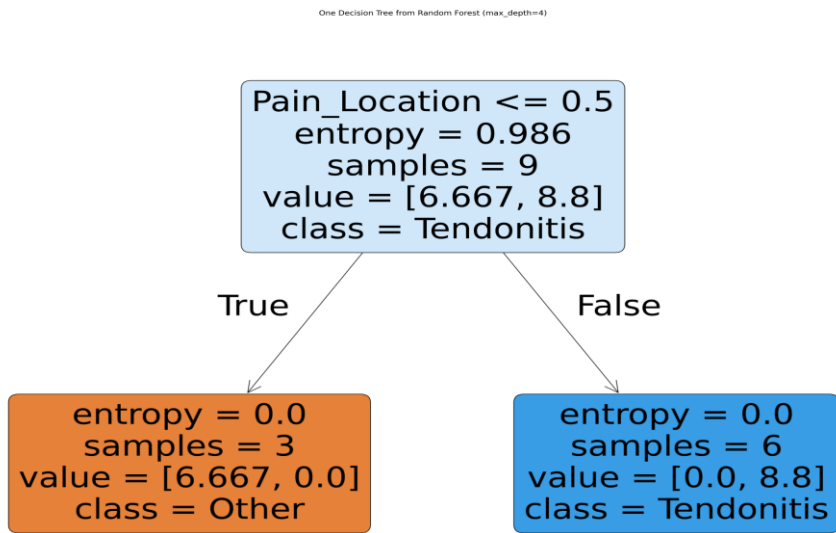 One Decision Tree from Random Forest (max_depth=4)
Pain_Location <= 0.5
entropy = 0.986
samples = 9
value = [6.667, 8.8]
class = Tendonitis
True
False
entropy = 0.0
samples = 3
value = [6.667, 0.0]
class = Other
entropy = 0.0
samples = 6
value = [0.0, 8.8]
class = Tendonitis